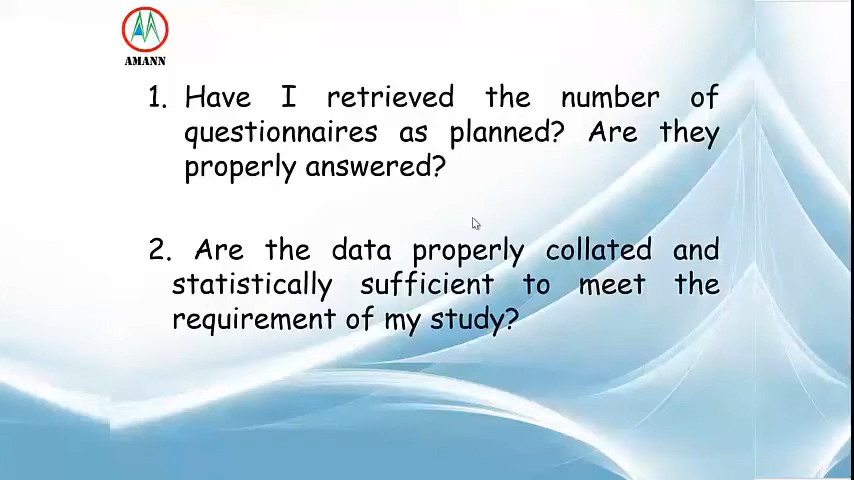 AMANN
1. Have I retrieved the number of
questionnaires as planned? Are they
properly answered?
2. Are the data properly collated and
statistically sufficient to meet the
requirement of my study?